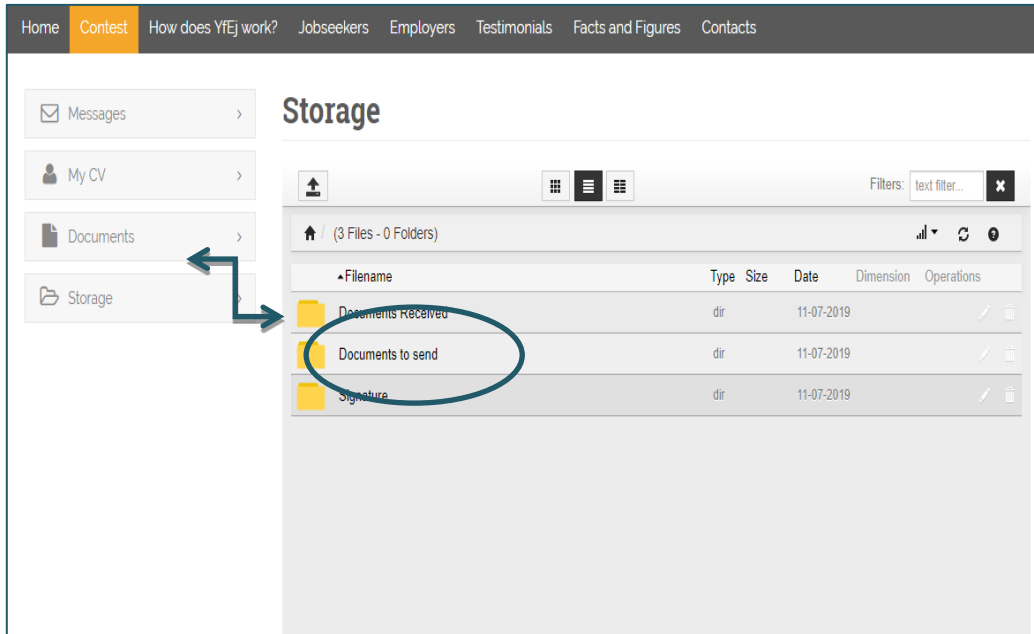 Home Contest How does YfEj work? Jobseekers Employers Testimonials Facts and Figures Contacts
Messages
My CV
Documents
Storage
Storage
Filters: text filter...
/ (3 Files - 0 Folders)
Filename Type Size Date Dimension Operations
Documents Received dir 11-07-2019
Documents to send dir 11-07-2019
Signature dir 11-07-2019